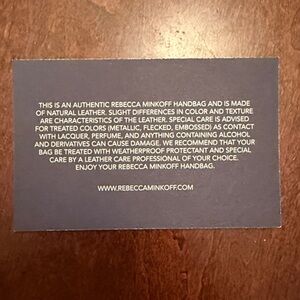 THIS IS AN AUTHENTIC REBECCA MINKOFF HANDBAG AND IS MADE
OF NATURAL LEATHER. SLIGHT DIFFERENCES IN COLOR AND TEXTURE
ARE CHARACTERISTICS OF THE LEATHER. SPECIAL CARE IS ADVISED
FOR TREATED COLORS (METALLIC, FLECKED, EMBOSSED) AS CONTACT
WITH LACQUER, PERFUME, AND ANYTHING CONTAINING ALCOHOL
AND DERIVATIVES CAN CAUSE DAMAGE. WE RECOMMEND THAT YOUR
BAG BE TREATED WITH WEATHERPROOF PROTECTANT AND SPECIAL
CARE BY A LEATHER CARE PROFESSIONAL OF YOUR CHOICE.
ENJOY YOUR REBECCA MINKOFF HANDBAG.
WWW.REBECCAMINKOFF.COM